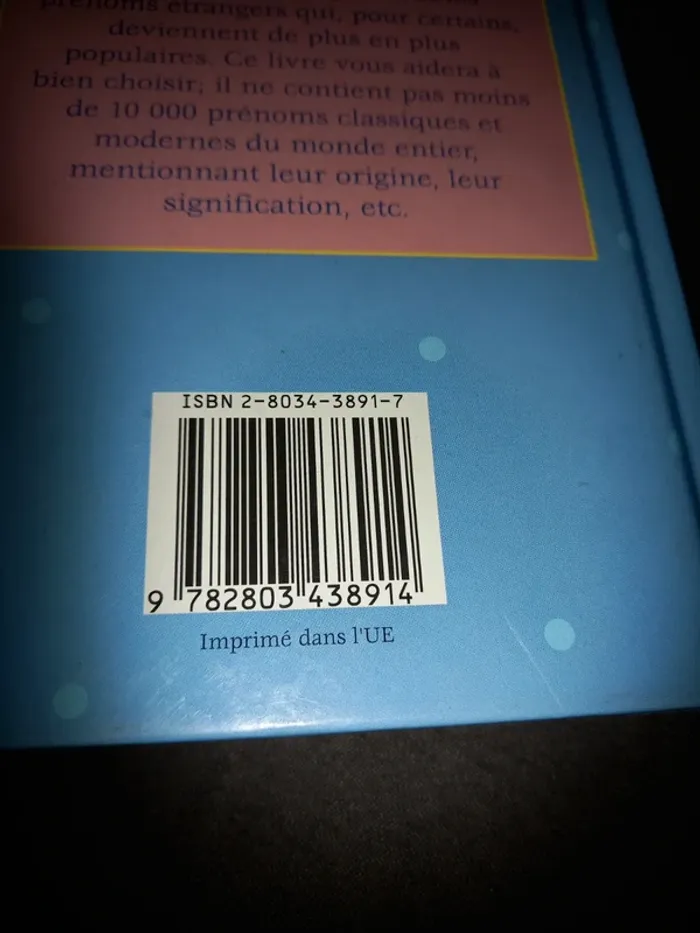 prénoms étrangers qui, pour certains,
deviennent de plus en plus
populaires. Ce livre vous aidera à
bien choisir; il ne contient pas moins
de 10 000 prénoms classiques et
modernes du monde entier,
mentionnant leur origine, leur
signification, etc.
ISBN 2-8034-3891-7
9 782803 438914
Imprimé dans l'UE